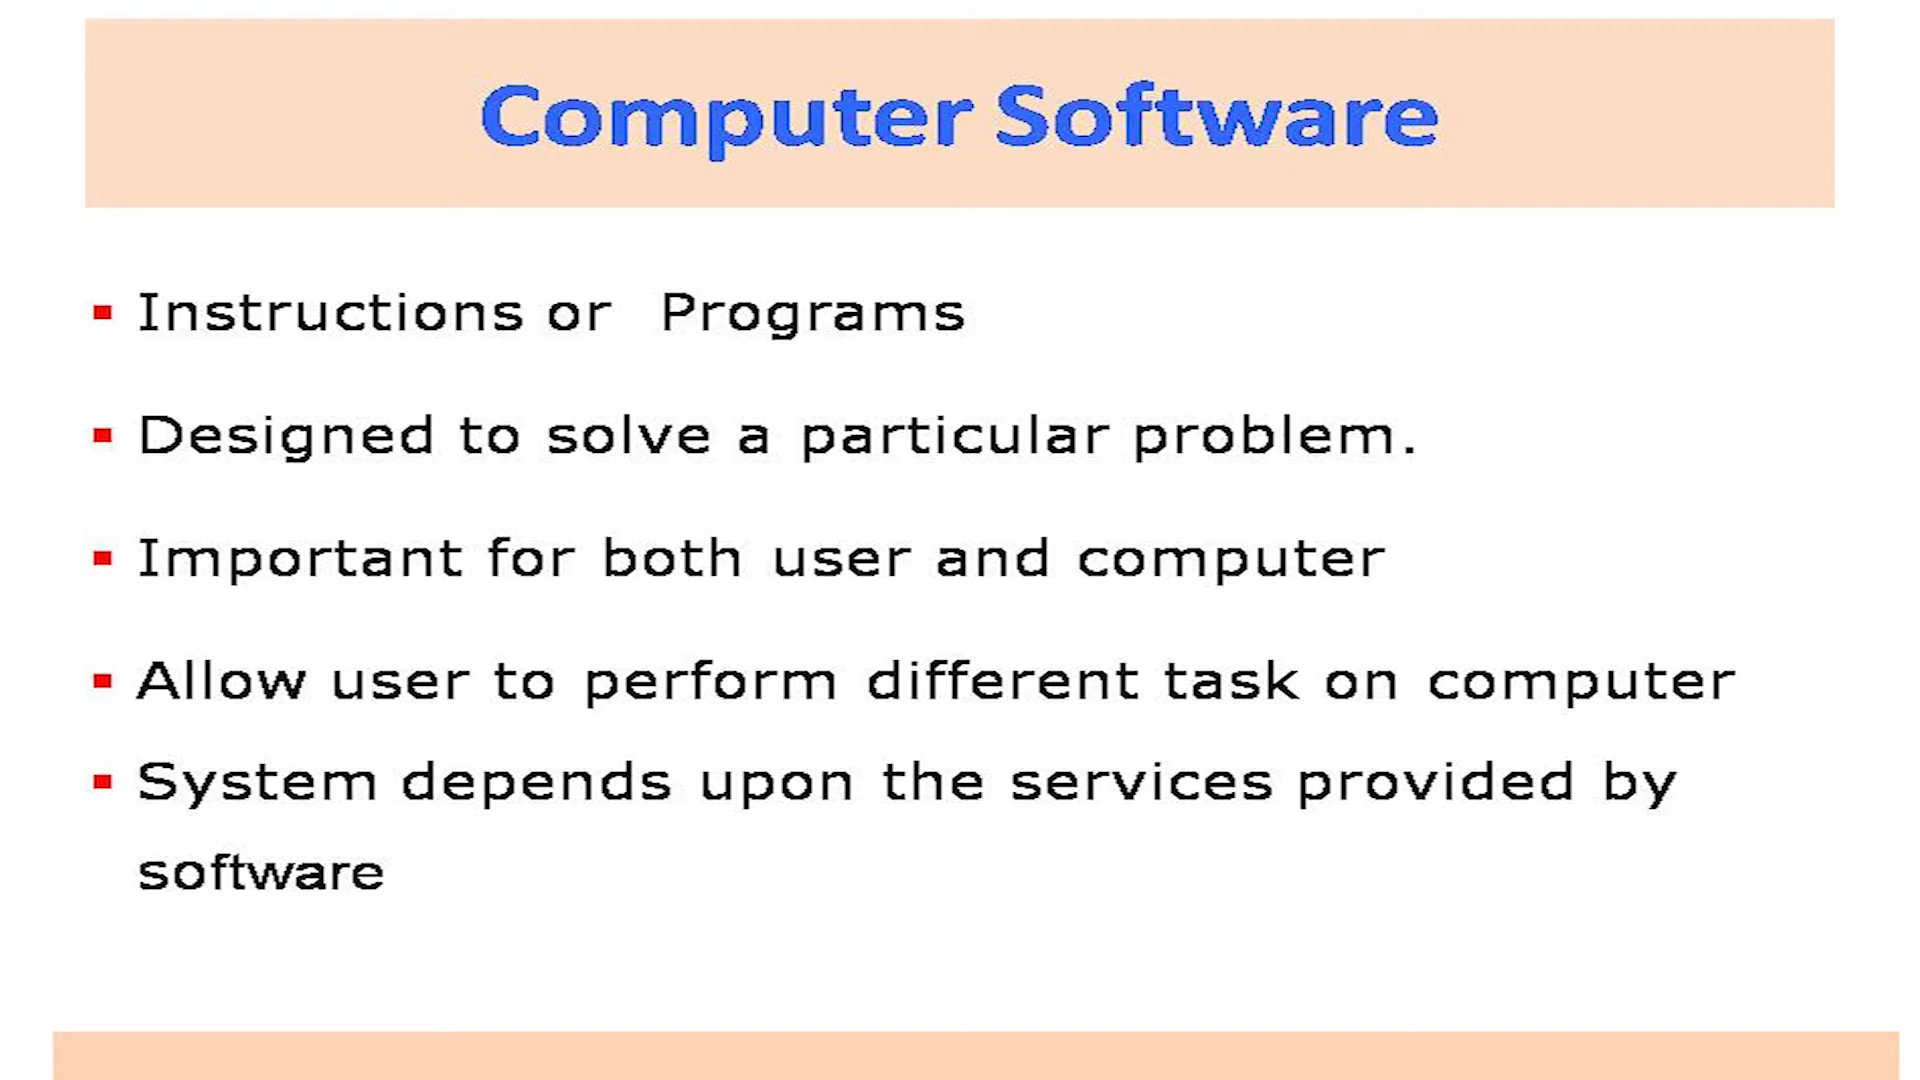 Computer Software
Instructions or Programs
Designed to solve a particular problem.
Important for both user and computer
Allow user to perform different task on computer
System depends upon the services provided by
software